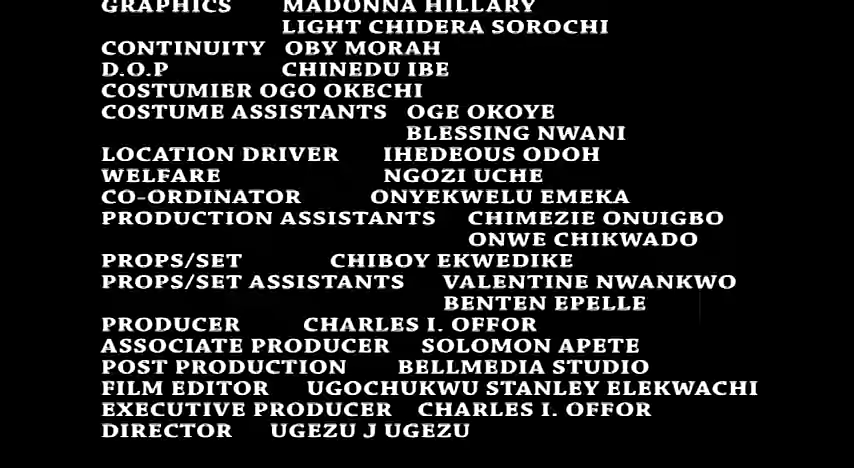 GRAPHICS MADONNA HILLARY
LIGHT CHIDERA SOROCHI
CONTINUITY OBY MORAH
D.O.P CHINEDU IBE
COSTUMIER OGO OKECHI
COSTUME ASSISTANTS OGE OKOYE
BLESSING NWANI
LOCATION DRIVER IHEDEOUS ODOH
WELFARE NGOZI UCHE
CO-ORDINATOR ONYEKWELU EMEKA
PRODUCTION ASSISTANTS CHIMEZIE ONUIGBO
ONWE CHIKWADO
PROPS/SET CHIBOY EKWEDIKE
PROPS/SET ASSISTANTS VALENTINE NWANKWO
BENTEN EPELLE
PRODUCER CHARLES I. OFFOR
ASSOCIATE PRODUCER SOLOMON APETE
POST PRODUCTION BELLMEDIA STUDIO
FILM EDITOR UGOCHUKWU STANLEY ELEKWACHI
EXECUTIVE PRODUCER CHARLES I. OFFOR
DIRECTOR UGEZU J UGEZU